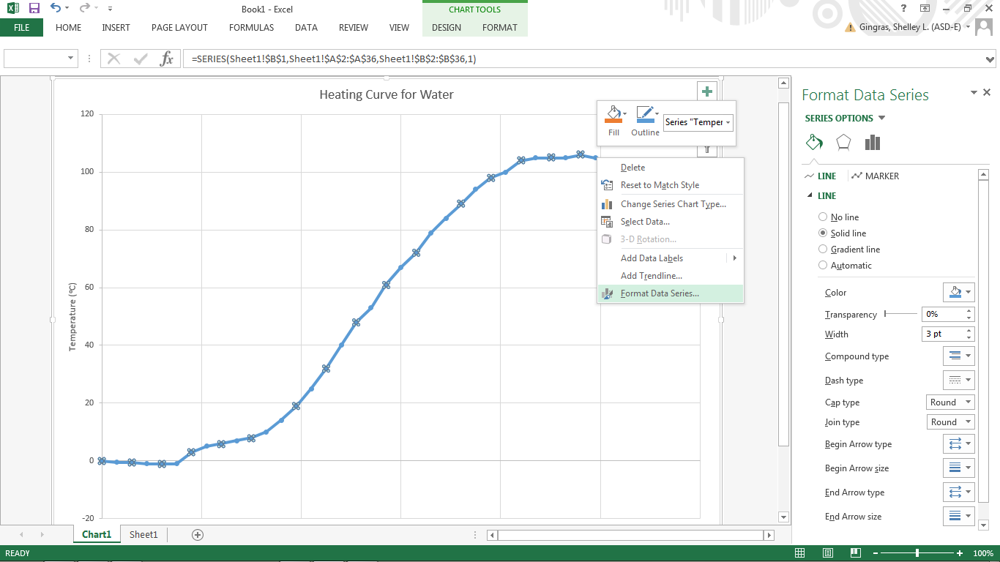 Book1 - Excel
CHART TOOLS
?
FILE HOME INSERT PAGE LAYOUT FORMULAS DATA REVIEW VIEW DESIGN FORMAT
Gingras, Shelley L. (ASD-E)
fx =SERIES(Sheet1!$B$1,Sheet1!$A$2:$A$36,Sheet1!$B$2:$B$36,1)
Heating Curve for Water
120
100
80
60
40
20
0
-20
Temperature (°C)
Fill
Outline
Series "Temper
Delete
Reset to Match Style
Change Series Chart Type...
Select Data...
3-D Rotation...
Add Data Labels
Add Trendline...
Format Data Series...
Format Data Series
SERIES OPTIONS
LINE MARKER
LINE
No line
Solid line
Gradient line
Automatic
Color
Transparency 0%
Width 3 pt
Compound type
Dash type
Cap type Round
Join type Round
Begin Arrow type
Begin Arrow size
End Arrow type
End Arrow size
Chart1 Sheet1
READY
100%